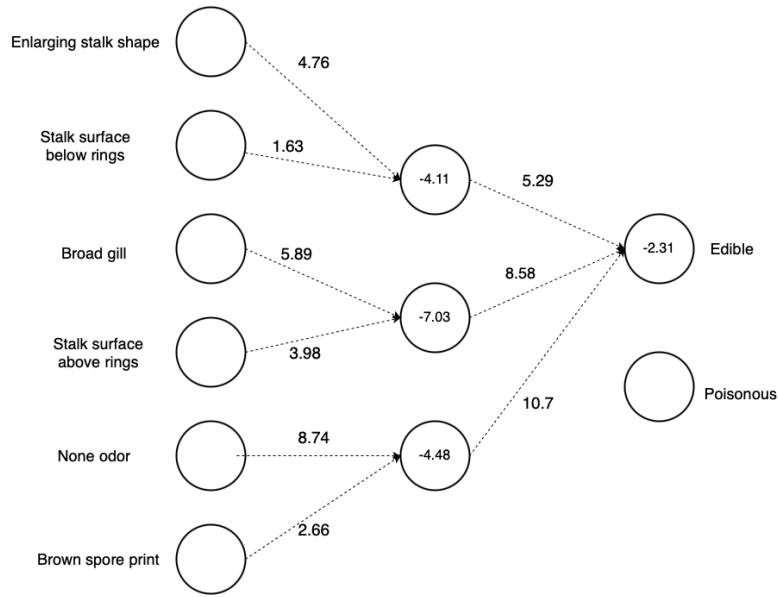 Enlarging stalk shape
4.76
Stalk surface
below rings
1.63
-4.11
5.29
Broad gill
5.89
-2.31
Edible
8.58
-7.03
Stalk surface
above rings
3.98
Poisonous
10.7
None odor
8.74
-4.48
2.66
Brown spore print